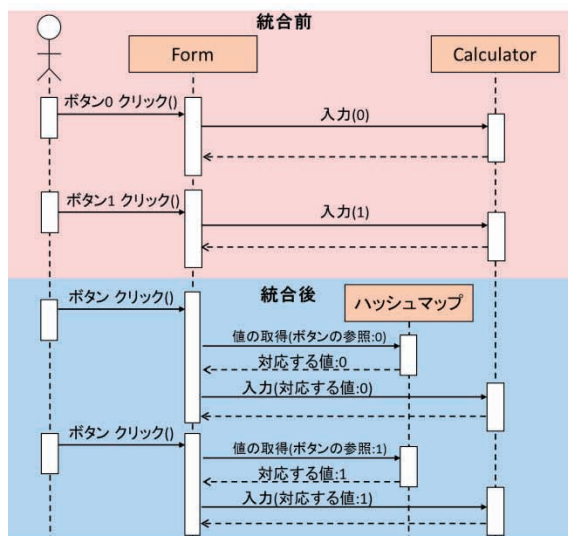 統合前
Form
Calculator
ボタン0 クリック()
入力(0)
ボタン1 クリック()
入力(1)
統合後
ボタン クリック()
ハッシュマップ
値の取得(ボタンの参照:0)
対応する値:0
入力(対応する値:0)
ボタン クリック()
値の取得(ボタンの参照:1)
対応する値:1
入力(対応する値:1)